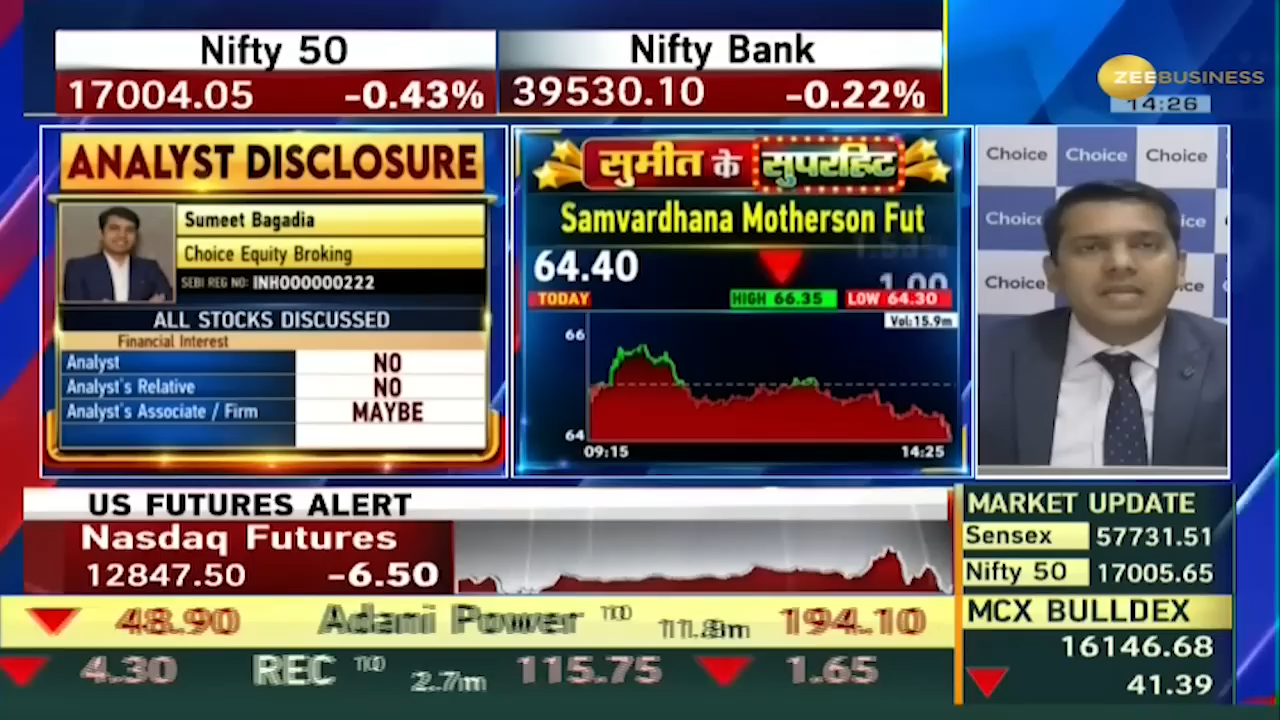 Nifty 50
17004.05 -0.43%
Nifty Bank
39530.10 -0.22%
ZEEBUSINESS
14:26
ANALYST DISCLOSURE
Sumeet Bagadia
Choice Equity Broking
SEBI REG NO: INH000000222
ALL STOCKS DISCUSSED
Financial Interest
Analyst NO
Analyst's Relative NO
Analyst's Associate / Firm MAYBE
सुमीत के सुपरहिट
Samvardhana Motherson Fut
64.40 1.00
TODAY HIGH 66.35 LOW 64.30
Vol:15.9m
66
64
09:15 14:25
Choice Choice Choice
Choice
Choice
US FUTURES ALERT
Nasdaq Futures
12847.50 -6.50
MARKET UPDATE
Sensex 57731.51
Nifty 50 17005.65
MCX BULLDEX
16146.68
41.39
48.90 Adani Power 194.10
4.30 REC 2.7m 115.75 1.65